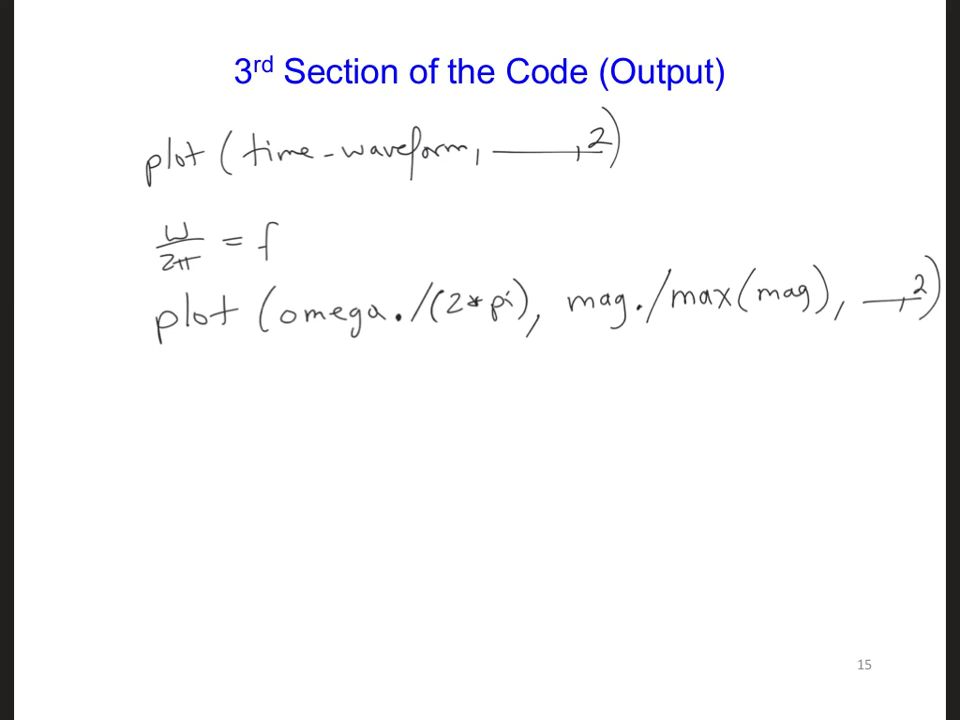 3rd Section of the Code (Output)
plot (time-waveform, ——, 2)
ω/2π = f
plot (omega./(2*pi), mag./max(mag), —, 2)
15